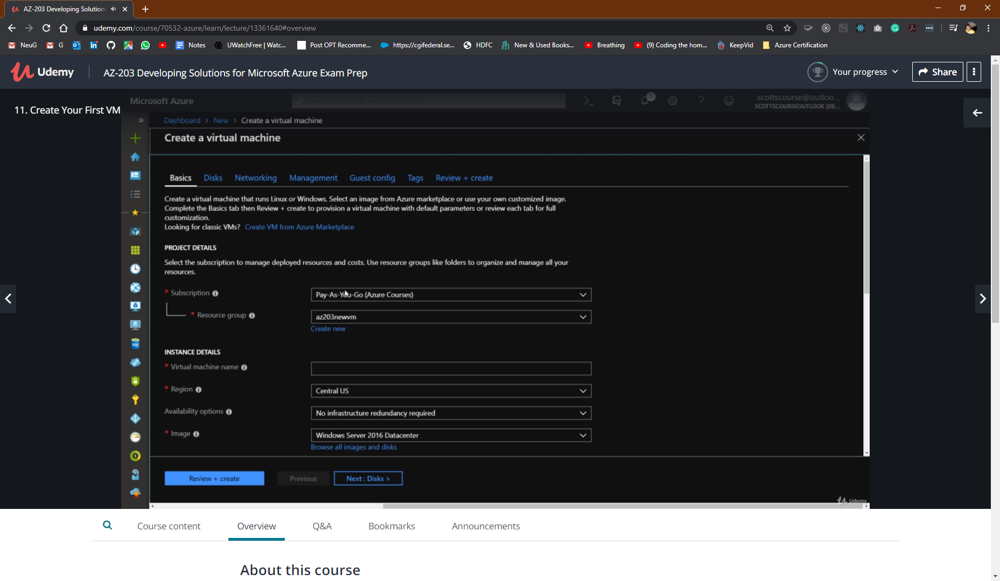 AZ-203 Developing Solution
udemy.com/course/70532-azure/learn/lecture/13361640#overview
NeuG
G
Notes
UWatchFree | Watc...
Post OPT Recomme...
https://cgifederal.se...
HDFC
New & Used Books...
Breathing
(9) Coding the hom...
KeepVid
Azure Certification
Udemy
AZ-203 Developing Solutions for Microsoft Azure Exam Prep
Your progress
Share
11. Create Your First VM
Microsoft Azure
Search resources, services, and docs
3
scottscourse@outloo...
SCOTTSCOURSEOUTLOOK (DE...
Dashboard > New > Create a virtual machine
Create a virtual machine
Basics
Disks
Networking
Management
Guest config
Tags
Review + create
Create a virtual machine that runs Linux or Windows. Select an image from Azure marketplace or use your own customized image.
Complete the Basics tab then Review + create to provision a virtual machine with default parameters or review each tab for full
customization.
Looking for classic VMs? Create VM from Azure Marketplace
PROJECT DETAILS
Select the subscription to manage deployed resources and costs. Use resource groups like folders to organize and manage all your
resources.
* Subscription
Pay-As-You-Go (Azure Courses)
* Resource group
az203newvm
Create new
INSTANCE DETAILS
* Virtual machine name
* Region
Central US
Availability options
No infrastructure redundancy required
* Image
Windows Server 2016 Datacenter
Browse all images and disks
Review + create
Previous
Next : Disks >
Udemy
Course content
Overview
Q&A
Bookmarks
Announcements
About this course